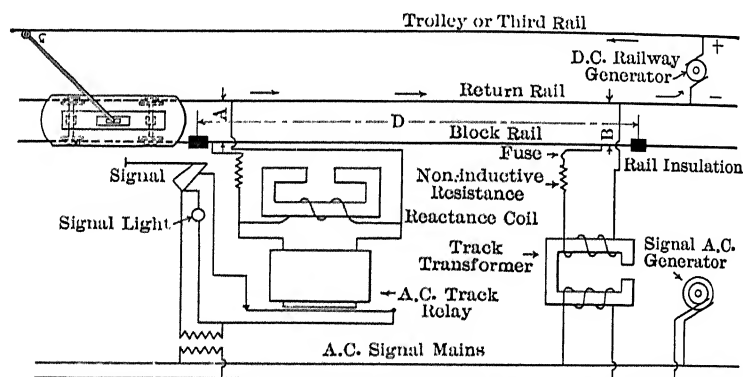 Trolley or Third Rail
+
D.C. Railway
Generator
Return Rail
−
A
D
B
Block Rail
Fuse
Rail Insulation
Signal
Non-inductive
Resistance
Signal Light
Reactance Coil
Track
Transformer
Signal A.C.
Generator
A.C. Track
Relay
A.C. Signal Mains